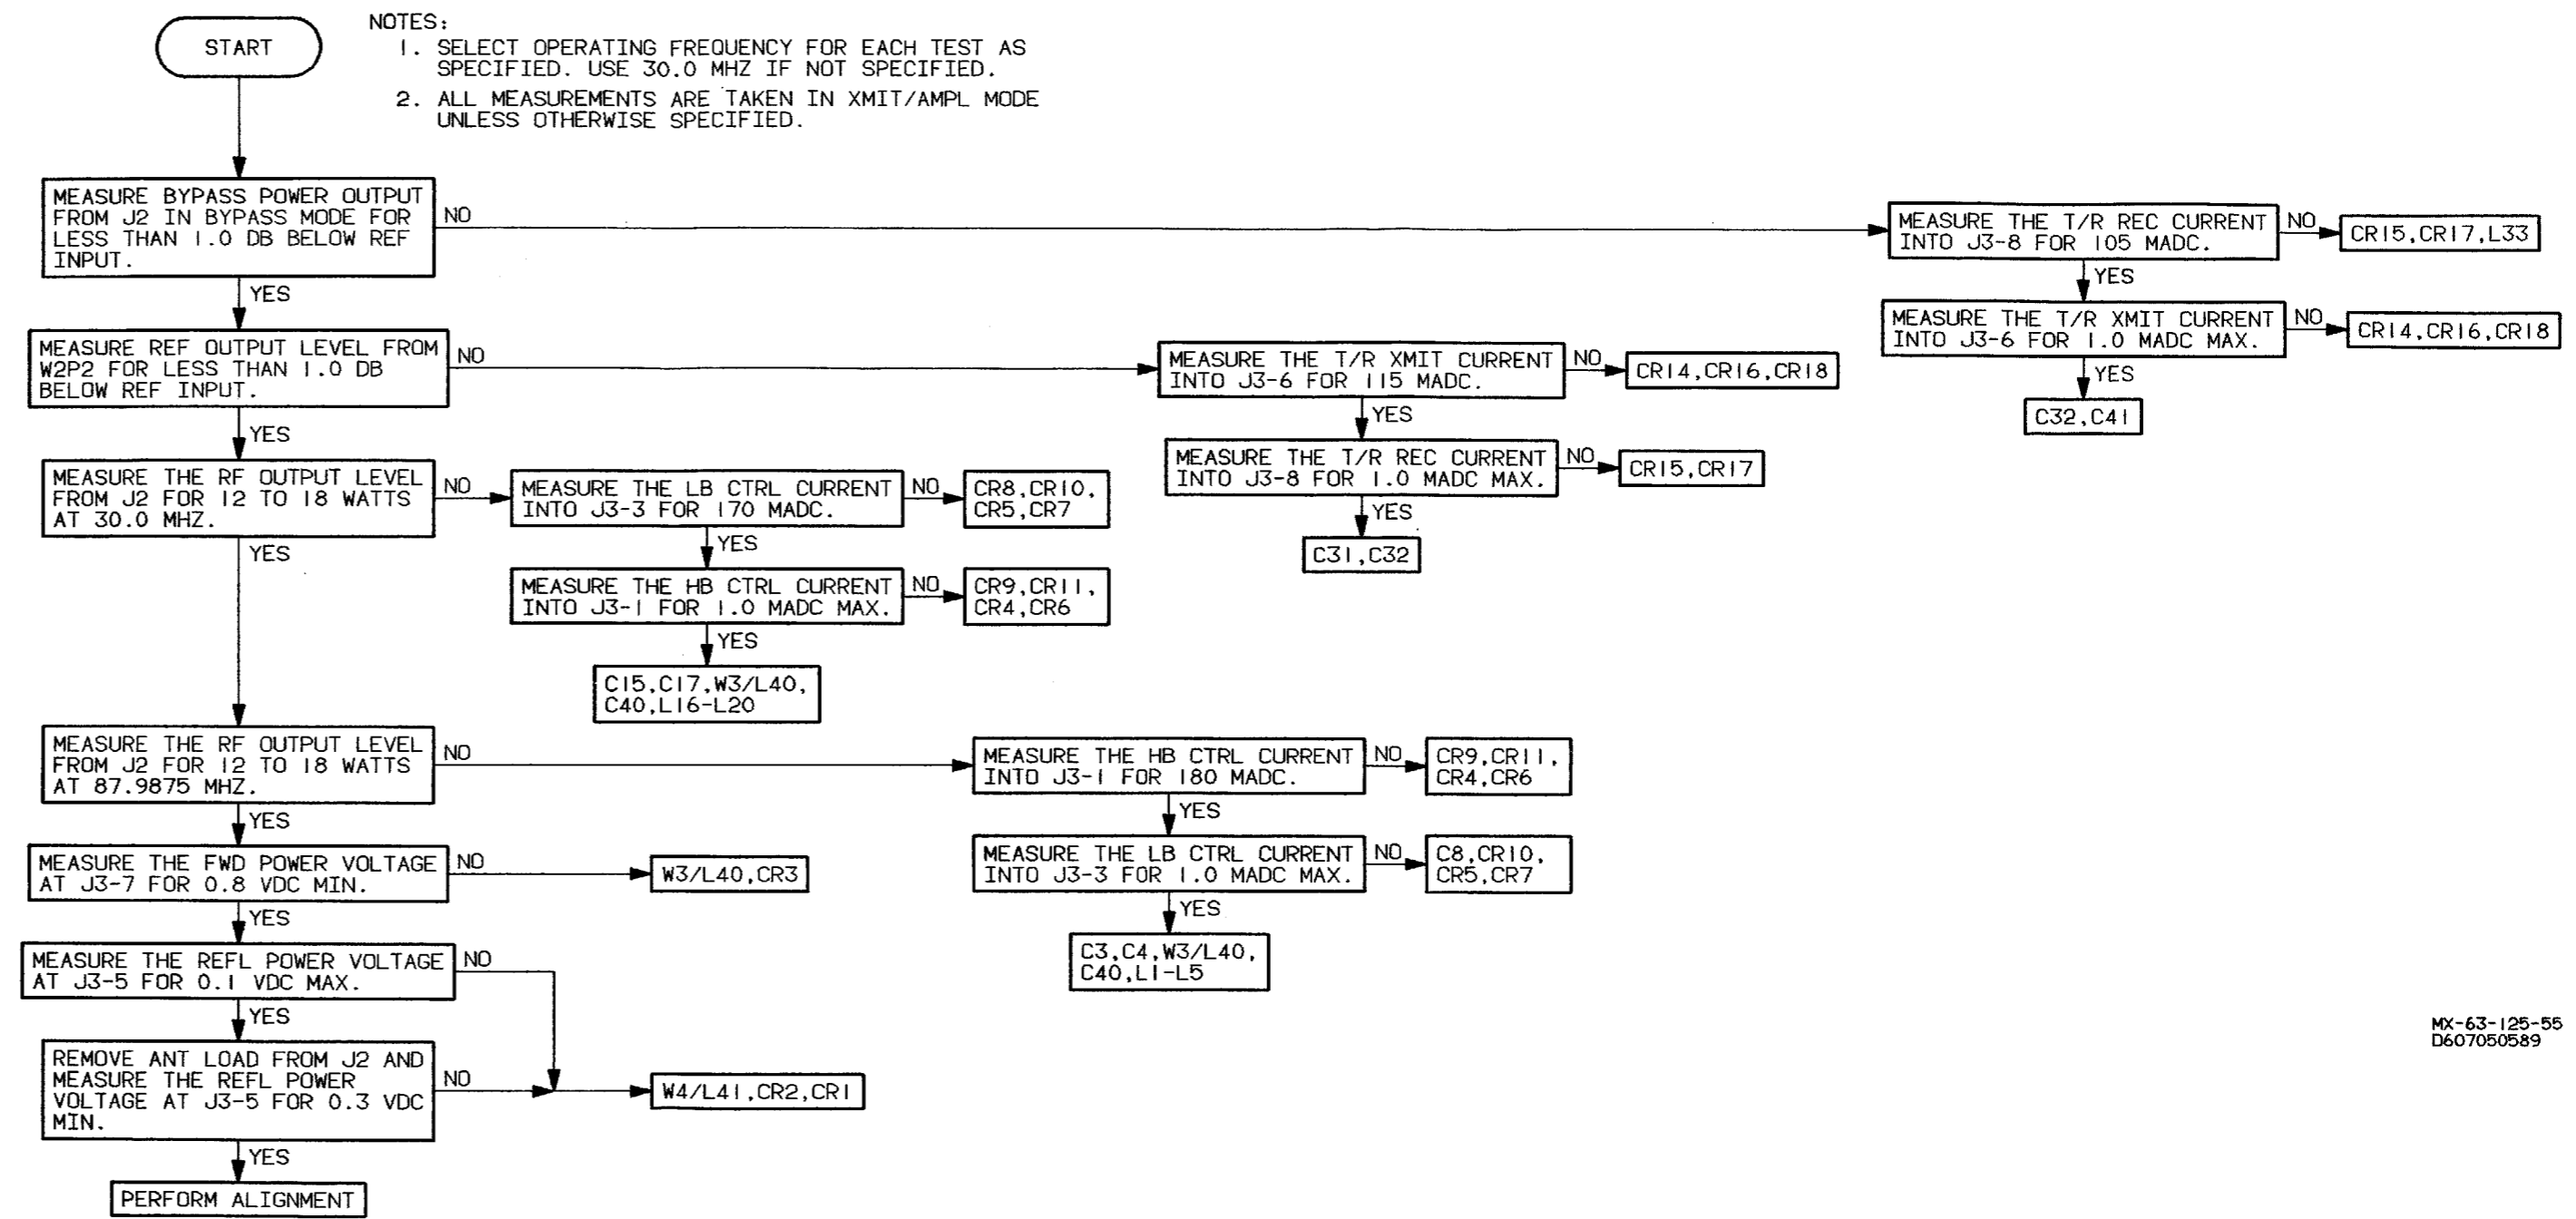 START
NOTES:
1. SELECT OPERATING FREQUENCY FOR EACH TEST AS
SPECIFIED. USE 30.0 MHZ IF NOT SPECIFIED.
2. ALL MEASUREMENTS ARE TAKEN IN XMIT/AMPL MODE
UNLESS OTHERWISE SPECIFIED.
MEASURE BYPASS POWER OUTPUT
FROM J2 IN BYPASS MODE FOR
LESS THAN 1.0 DB BELOW REF
INPUT.
NO
MEASURE THE T/R REC CURRENT
INTO J3-8 FOR 105 MADC.
NO
CR15,CR17,L33
YES
YES
MEASURE THE T/R XMIT CURRENT
INTO J3-6 FOR 1.0 MADC MAX.
NO
CR14,CR16,CR18
YES
C32,C41
MEASURE REF OUTPUT LEVEL FROM
W2P2 FOR LESS THAN 1.0 DB
BELOW REF INPUT.
NO
MEASURE THE T/R XMIT CURRENT
INTO J3-6 FOR 115 MADC.
NO
CR14,CR16,CR18
YES
YES
MEASURE THE T/R REC CURRENT
INTO J3-8 FOR 1.0 MADC MAX.
NO
CR15,CR17
YES
C31,C32
MEASURE THE RF OUTPUT LEVEL
FROM J2 FOR 12 TO 18 WATTS
AT 30.0 MHZ.
NO
MEASURE THE LB CTRL CURRENT
INTO J3-3 FOR 170 MADC.
NO
CR8,CR10,
CR5,CR7
YES
YES
MEASURE THE HB CTRL CURRENT
INTO J3-1 FOR 1.0 MADC MAX.
NO
CR9,CR11,
CR4,CR6
YES
C15,C17,W3/L40,
C40,L16-L20
MEASURE THE RF OUTPUT LEVEL
FROM J2 FOR 12 TO 18 WATTS
AT 87.9875 MHZ.
NO
MEASURE THE HB CTRL CURRENT
INTO J3-1 FOR 180 MADC.
NO
CR9,CR11,
CR4,CR6
YES
YES
MEASURE THE LB CTRL CURRENT
INTO J3-3 FOR 1.0 MADC MAX.
NO
C8,CR10,
CR5,CR7
YES
C3,C4,W3/L40,
C40,L1-L5
MEASURE THE FWD POWER VOLTAGE
AT J3-7 FOR 0.8 VDC MIN.
NO
W3/L40,CR3
YES
MEASURE THE REFL POWER VOLTAGE
AT J3-5 FOR 0.1 VDC MAX.
NO
YES
REMOVE ANT LOAD FROM J2 AND
MEASURE THE REFL POWER
VOLTAGE AT J3-5 FOR 0.3 VDC
MIN.
NO
W4/L41,CR2,CR1
YES
PERFORM ALIGNMENT
MX-63-125-55
D607050589